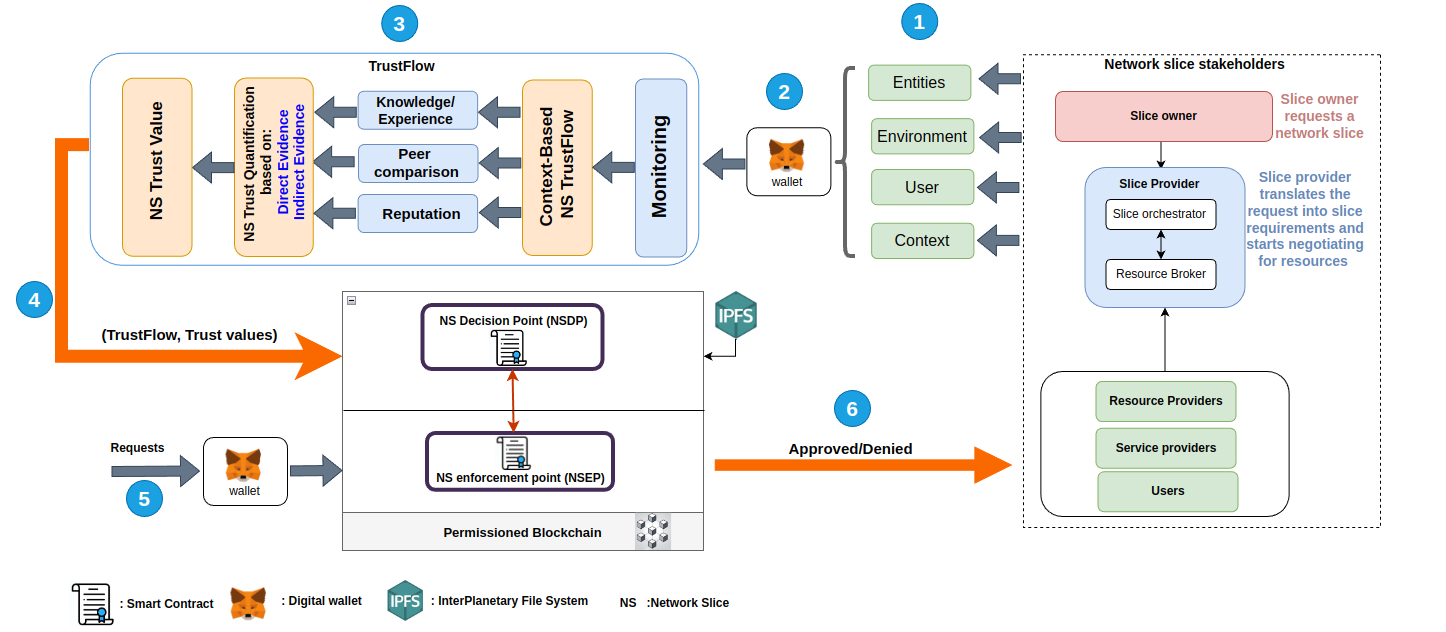 3
1
TrustFlow
NS Trust Value
NS Trust Quantification
based on:
Direct Evidence
Indirect Evidence
Knowledge/
Experience
Peer
comparison
Reputation
Context-Based
NS TrustFlow
Monitoring
2
wallet
Entities
Environment
User
Context
Network slice stakeholders
Slice owner
Slice owner
requests a
network slice
Slice Provider
Slice orchestrator
Resource Broker
Slice provider
translates the
request into slice
requirements and
starts negotiating
for resources
Resource Providers
Service providers
Users
4
(TrustFlow, Trust values)
NS Decision Point (NSDP)
IPFS
NS enforcement point (NSEP)
Permissioned Blockchain
Requests
5
wallet
6
Approved/Denied
: Smart Contract
: Digital wallet
IPFS
: InterPlanetary File System
NS :Network Slice